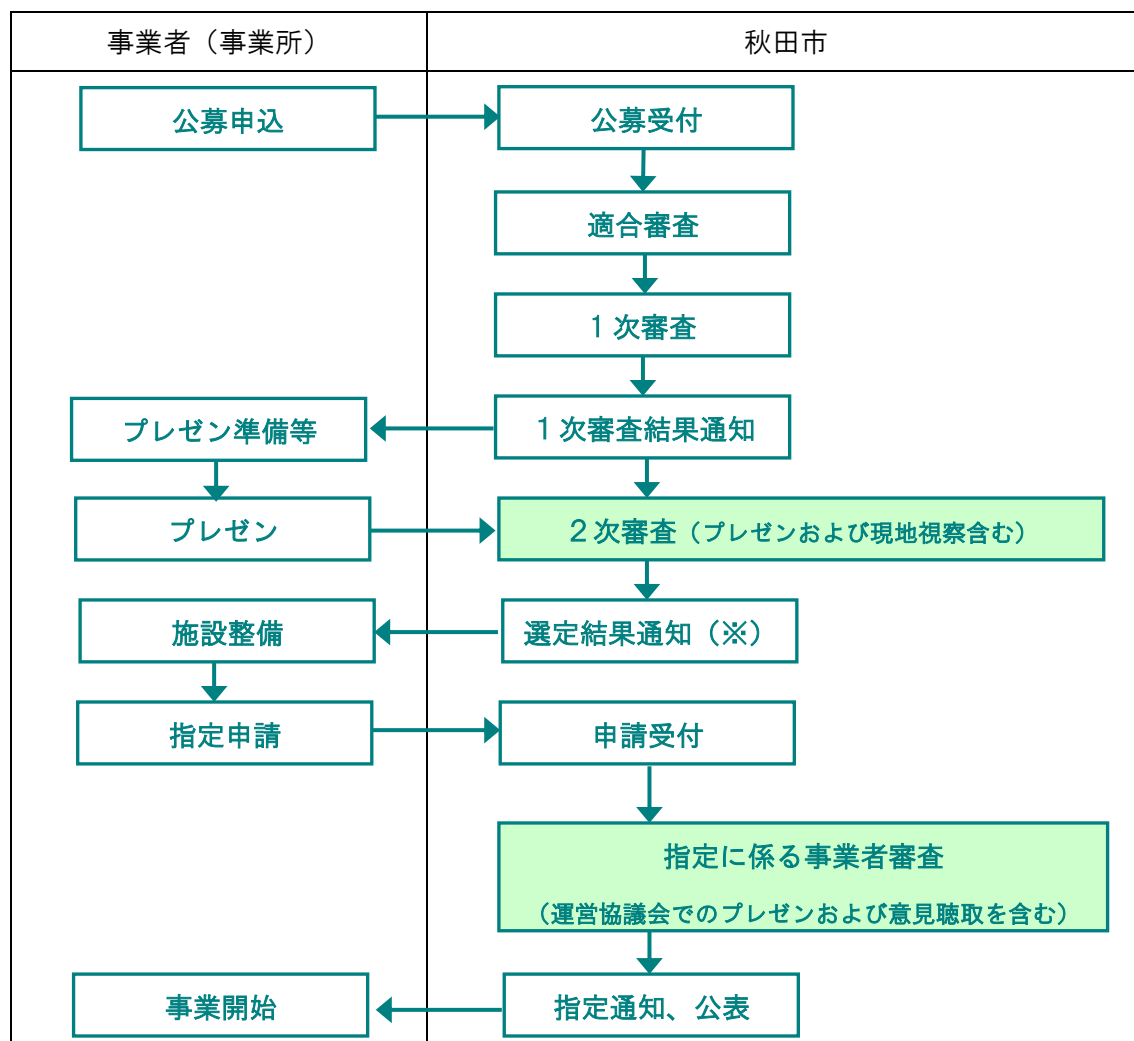 事業者（事業所）
秋田市
公募申込
公募受付
適合審査
１次審査
プレゼン準備等
１次審査結果通知
プレゼン
２次審査（プレゼンおよび現地視察含む）
施設整備
選定結果通知（※）
指定申請
申請受付
指定に係る事業者審査
（運営協議会でのプレゼンおよび意見聴取を含む）
事業開始
指定通知、公表